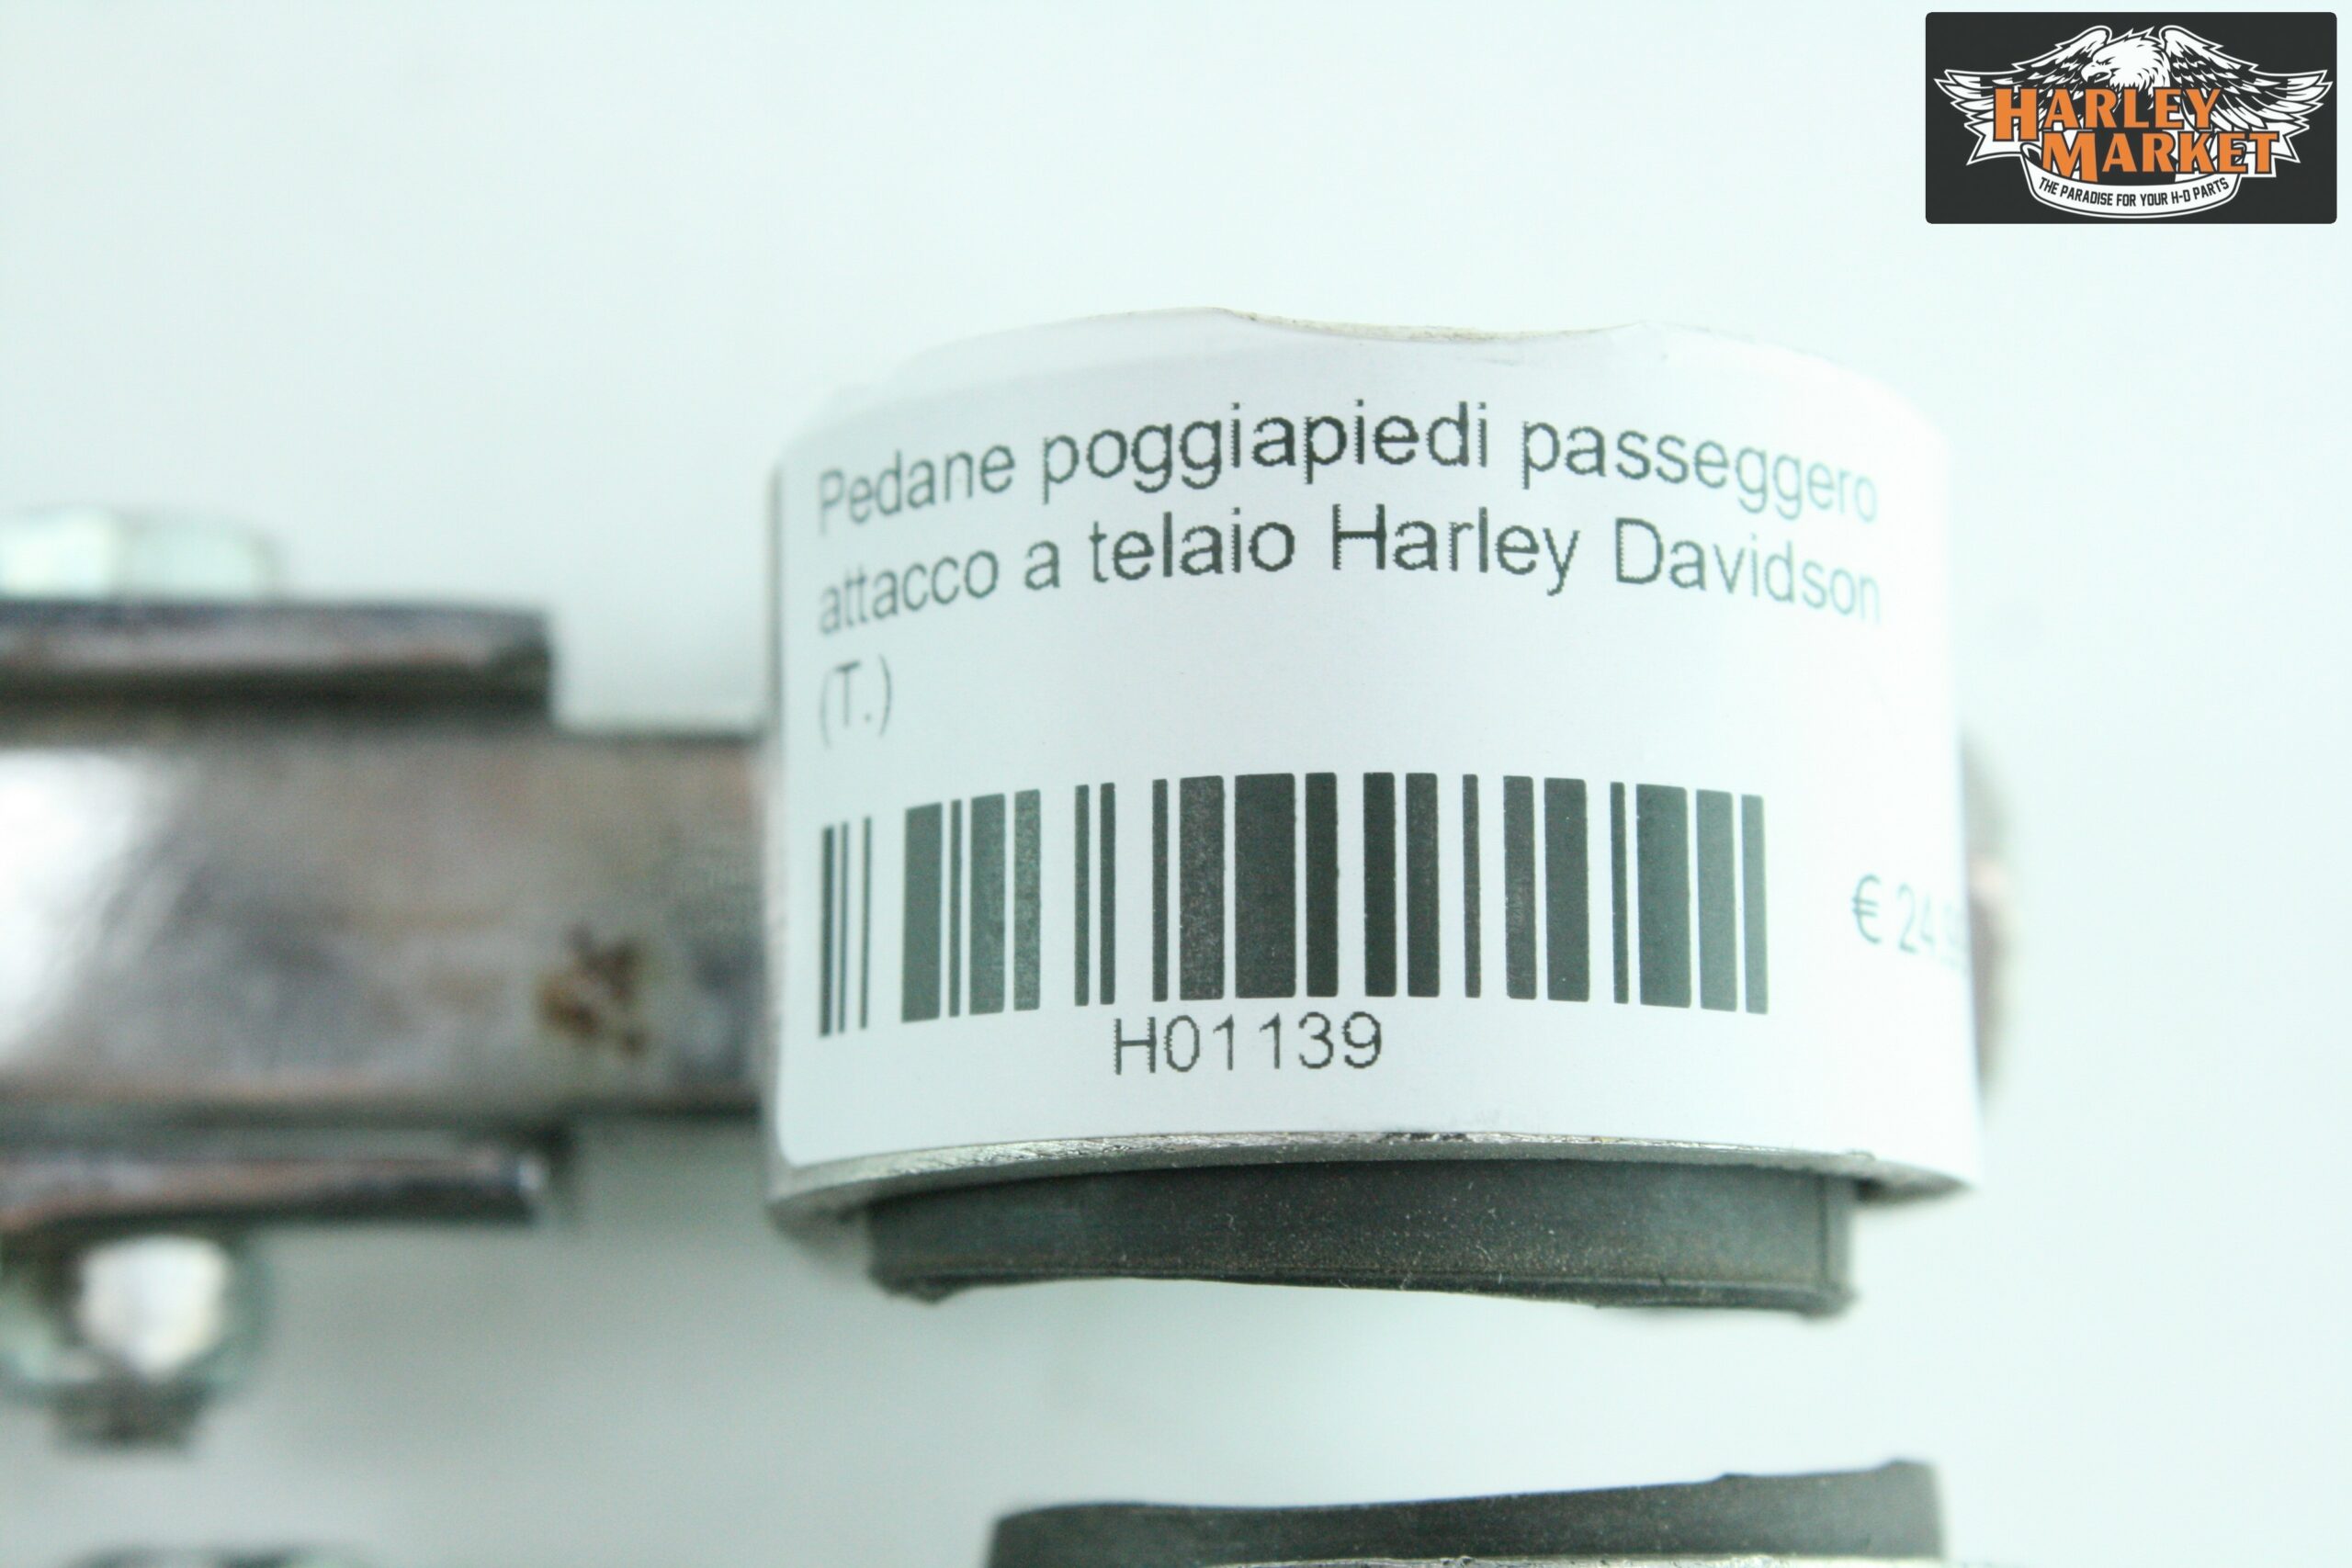 HARLEY
MARKET
THE PARADISE FOR YOUR H-D PARTS
Pedane poggiapiedi passeggero
attacco a telaio Harley Davidson
(T.)
€ 24
H01139